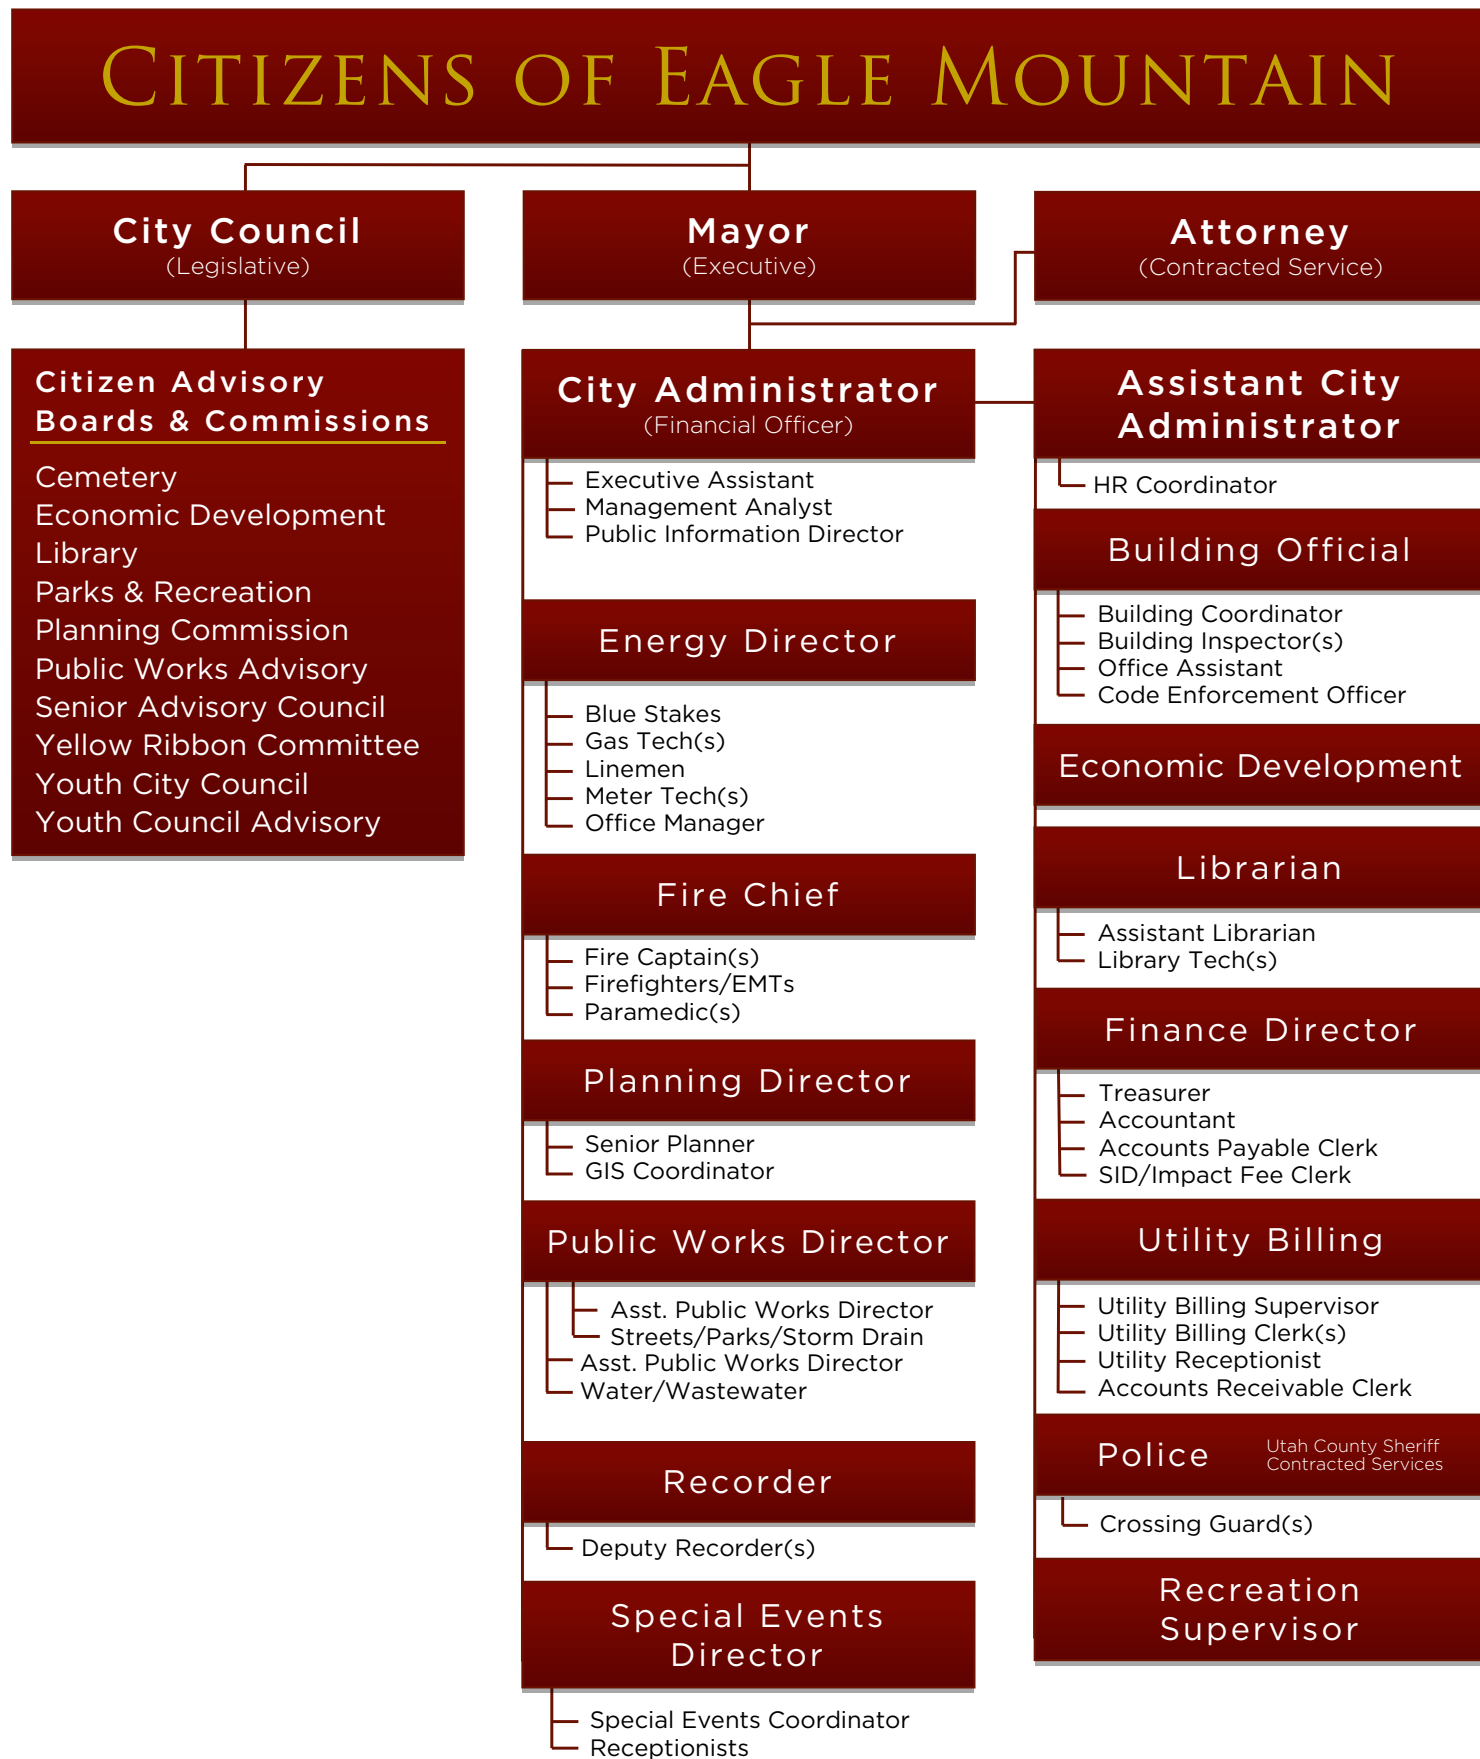 CITIZENS OF EAGLE MOUNTAIN
City Council
(Legislative)
Mayor
(Executive)
Attorney
(Contracted Service)
Citizen Advisory
Boards & Commissions
Cemetery
Economic Development
Library
Parks & Recreation
Planning Commission
Public Works Advisory
Senior Advisory Council
Yellow Ribbon Committee
Youth City Council
Youth Council Advisory
City Administrator
(Financial Officer)
Executive Assistant
Management Analyst
Public Information Director
Energy Director
Blue Stakes
Gas Tech(s)
Linemen
Meter Tech(s)
Office Manager
Fire Chief
Fire Captain(s)
Firefighters/EMTs
Paramedic(s)
Planning Director
Senior Planner
GIS Coordinator
Public Works Director
Asst. Public Works Director
Streets/Parks/Storm Drain
Asst. Public Works Director
Water/Wastewater
Recorder
Deputy Recorder(s)
Special Events
Director
Special Events Coordinator
Receptionists
Assistant City
Administrator
HR Coordinator
Building Official
Building Coordinator
Building Inspector(s)
Office Assistant
Code Enforcement Officer
Economic Development
Librarian
Assistant Librarian
Library Tech(s)
Finance Director
Treasurer
Accountant
Accounts Payable Clerk
SID/Impact Fee Clerk
Utility Billing
Utility Billing Supervisor
Utility Billing Clerk(s)
Utility Receptionist
Accounts Receivable Clerk
Police
Utah County Sheriff
Contracted Services
Crossing Guard(s)
Recreation
Supervisor